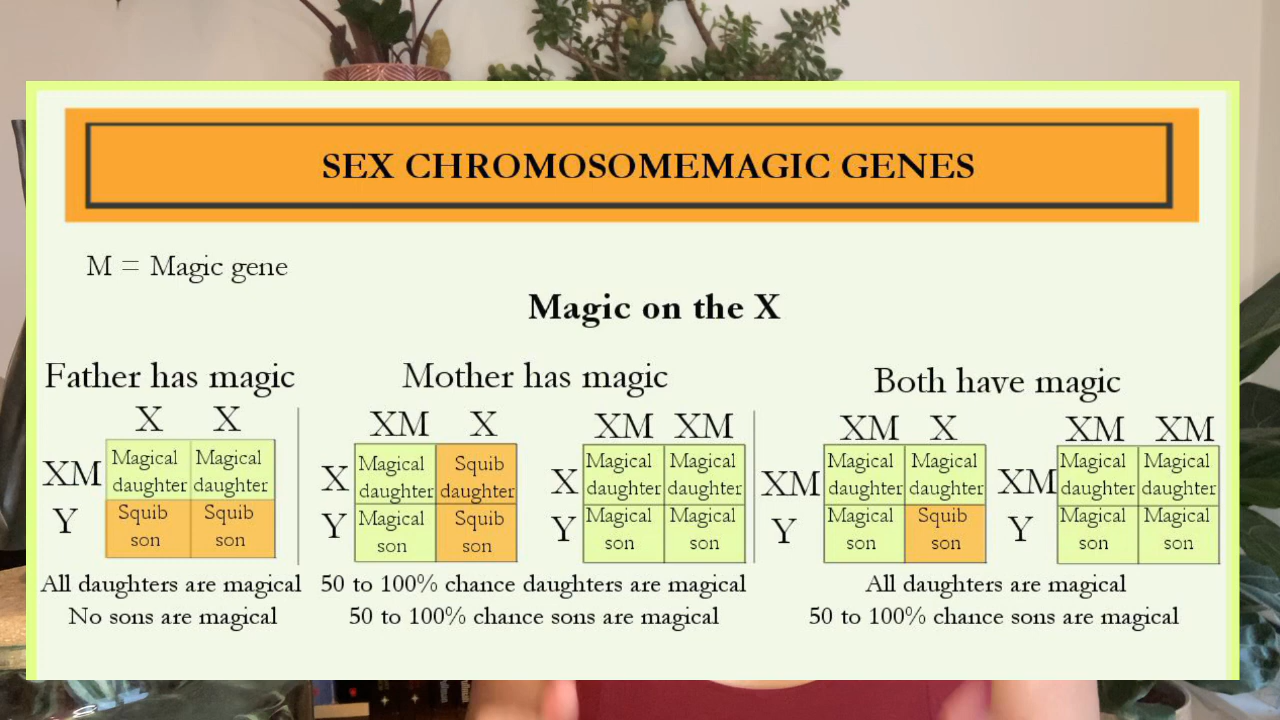 SEX CHROMOSOMEMAGIC GENES
M = Magic gene
Magic on the X
Father has magic
X X
XM
Magical daughter
Magical daughter
Y
Squib son
Squib son
All daughters are magical
No sons are magical
Mother has magic
XM X
X
Magical daughter
Squib daughter
Y
Magical son
Squib son
XM XM
X
Magical daughter
Magical daughter
Y
Magical son
Magical son
50 to 100% chance daughters are magical
50 to 100% chance sons are magical
Both have magic
XM X
XM
Magical daughter
Magical daughter
Y
Magical son
Squib son
XM XM
XM
Magical daughter
Magical daughter
Y
Magical son
Magical son
All daughters are magical
50 to 100% chance sons are magical